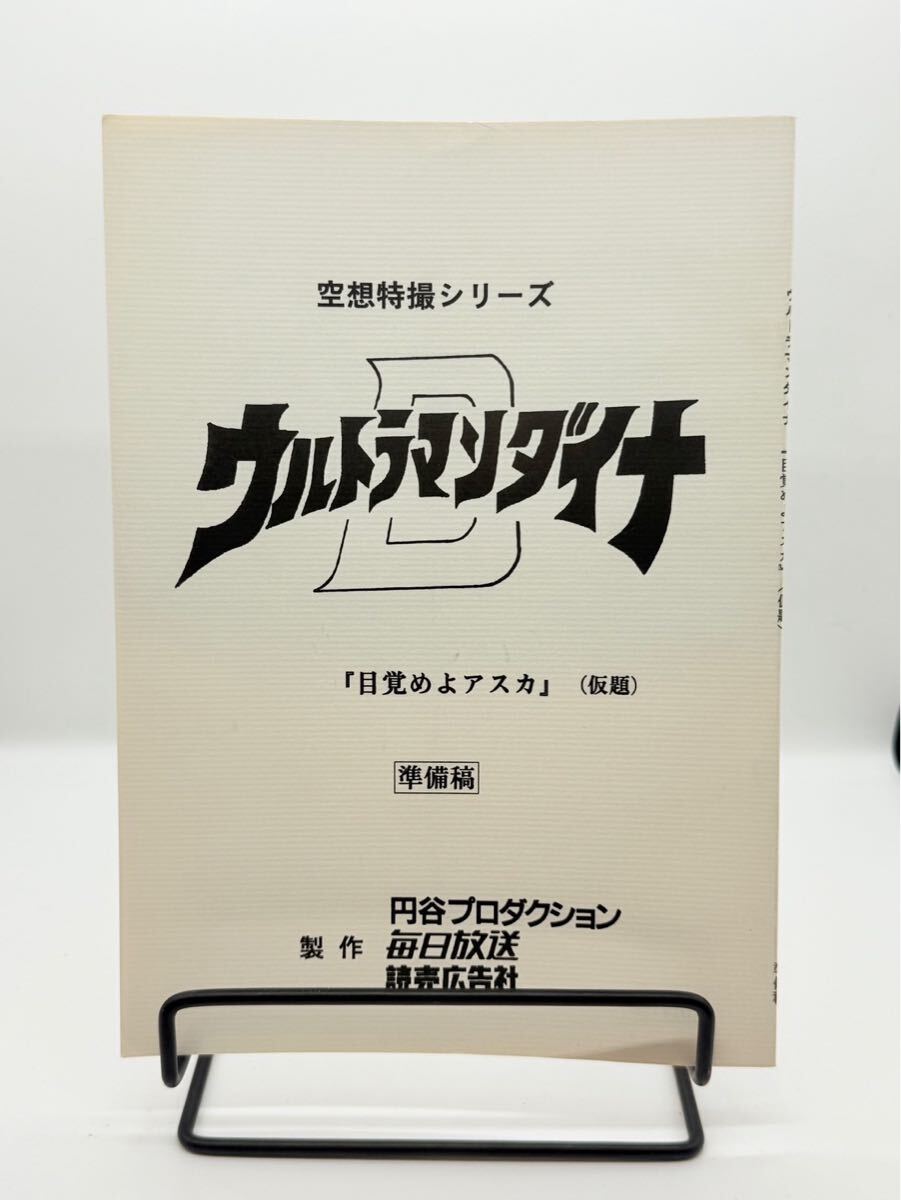 空想特撮シリーズ
D
ウルトラマンダイナ
『目覚めよアスカ』（仮題）
準備稿
円谷プロダクション
製作 毎日放送
読売広告社